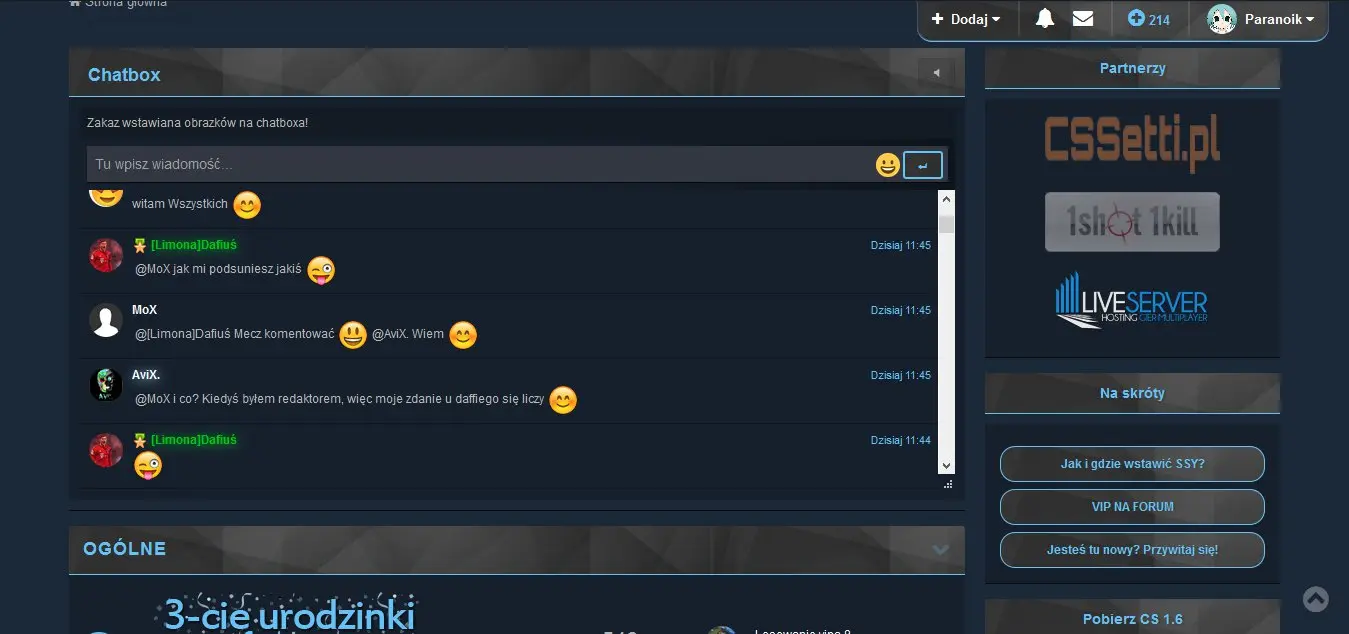 Strona główna
Dodaj
214
Paranoik
Chatbox
Zakaz wstawiana obrazków na chatboxa!
Tu wpisz wiadomość...
witam Wszystkich
[Limona]Dafiuś
Dzisiaj 11:45
@MoX jak mi podsuniesz jakiś
MoX
Dzisiaj 11:45
@[Limona]Dafiuś Mecz komentować @AviX. Wiem
AviX.
Dzisiaj 11:45
@MoX i co? Kiedyś byłem redaktorem, więc moje zdanie u daffiego się liczy
[Limona]Dafiuś
Dzisiaj 11:44
OGÓLNE
3-cie urodzinki
Partnerzy
CSSetti.pl
1shot 1kill
LIVESERVER
HOSTING GIER MULTIPLAYER
Na skróty
Jak i gdzie wstawić SSY?
VIP NA FORUM
Jesteś tu nowy? Przywitaj się!
Pobierz CS 1.6